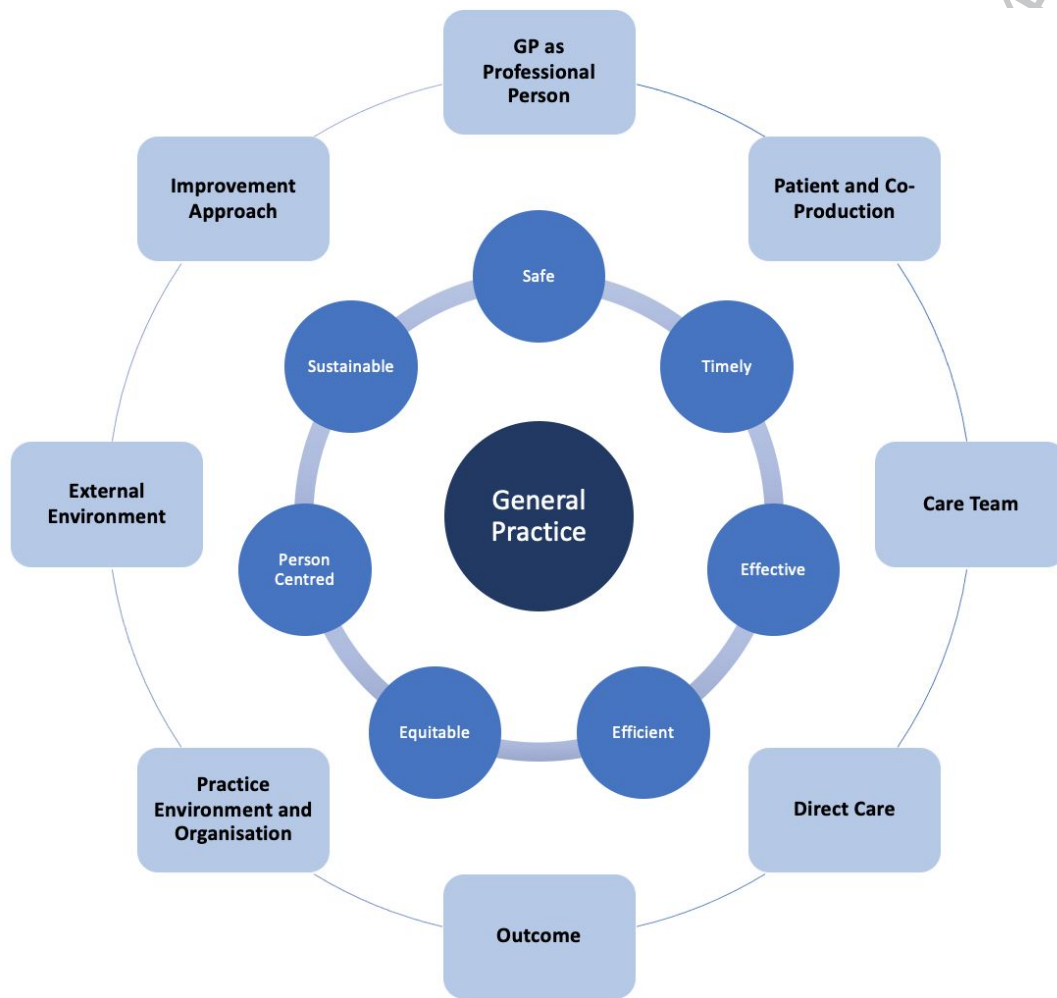 GP as
Professional
Person
Improvement
Approach
Patient and Co-
Production
Safe
Sustainable
Timely
External
Environment
General
Practice
Care Team
Person
Centred
Effective
Equitable
Efficient
Practice
Environment and
Organisation
Direct Care
Outcome